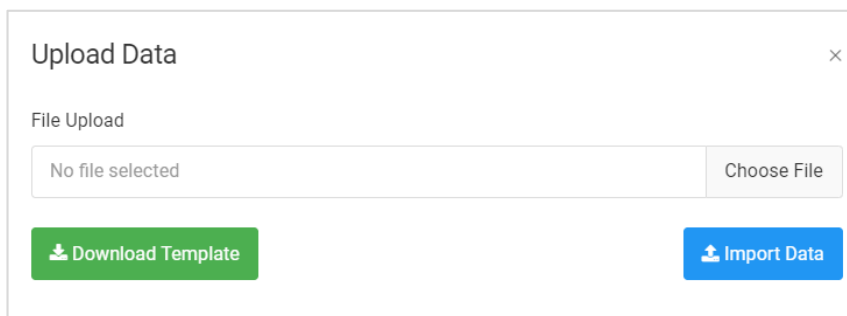 Upload Data
×
File Upload
No file selected
Choose File
Download Template
Import Data